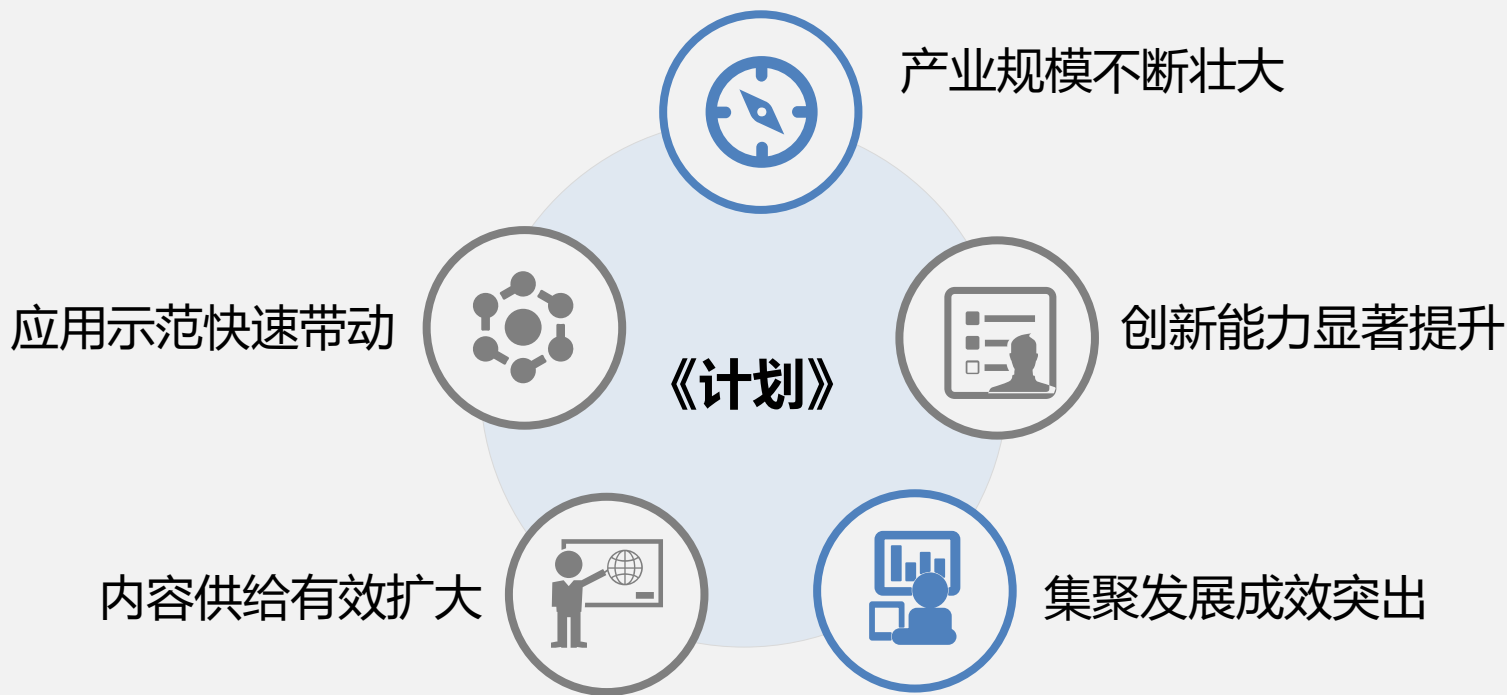 产业规模不断壮大
应用示范快速带动
创新能力显著提升
《计划》
内容供给有效扩大
集聚发展成效突出